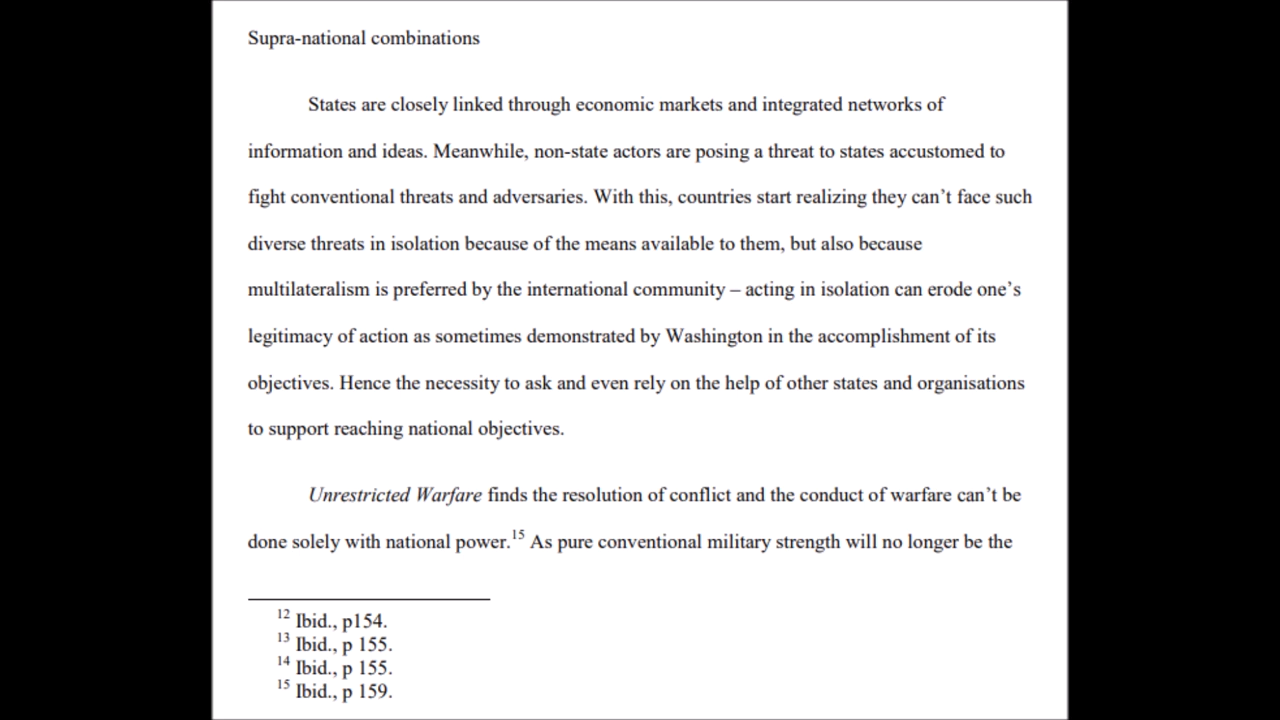 Supra-national combinations
States are closely linked through economic markets and integrated networks of
information and ideas. Meanwhile, non-state actors are posing a threat to states accustomed to
fight conventional threats and adversaries. With this, countries start realizing they can’t face such
diverse threats in isolation because of the means available to them, but also because
multilateralism is preferred by the international community – acting in isolation can erode one’s
legitimacy of action as sometimes demonstrated by Washington in the accomplishment of its
objectives. Hence the necessity to ask and even rely on the help of other states and organisations
to support reaching national objectives.
Unrestricted Warfare finds the resolution of conflict and the conduct of warfare can’t be
done solely with national power.15 As pure conventional military strength will no longer be the
12 Ibid., p154.
13 Ibid., p 155.
14 Ibid., p 155.
15 Ibid., p 159.